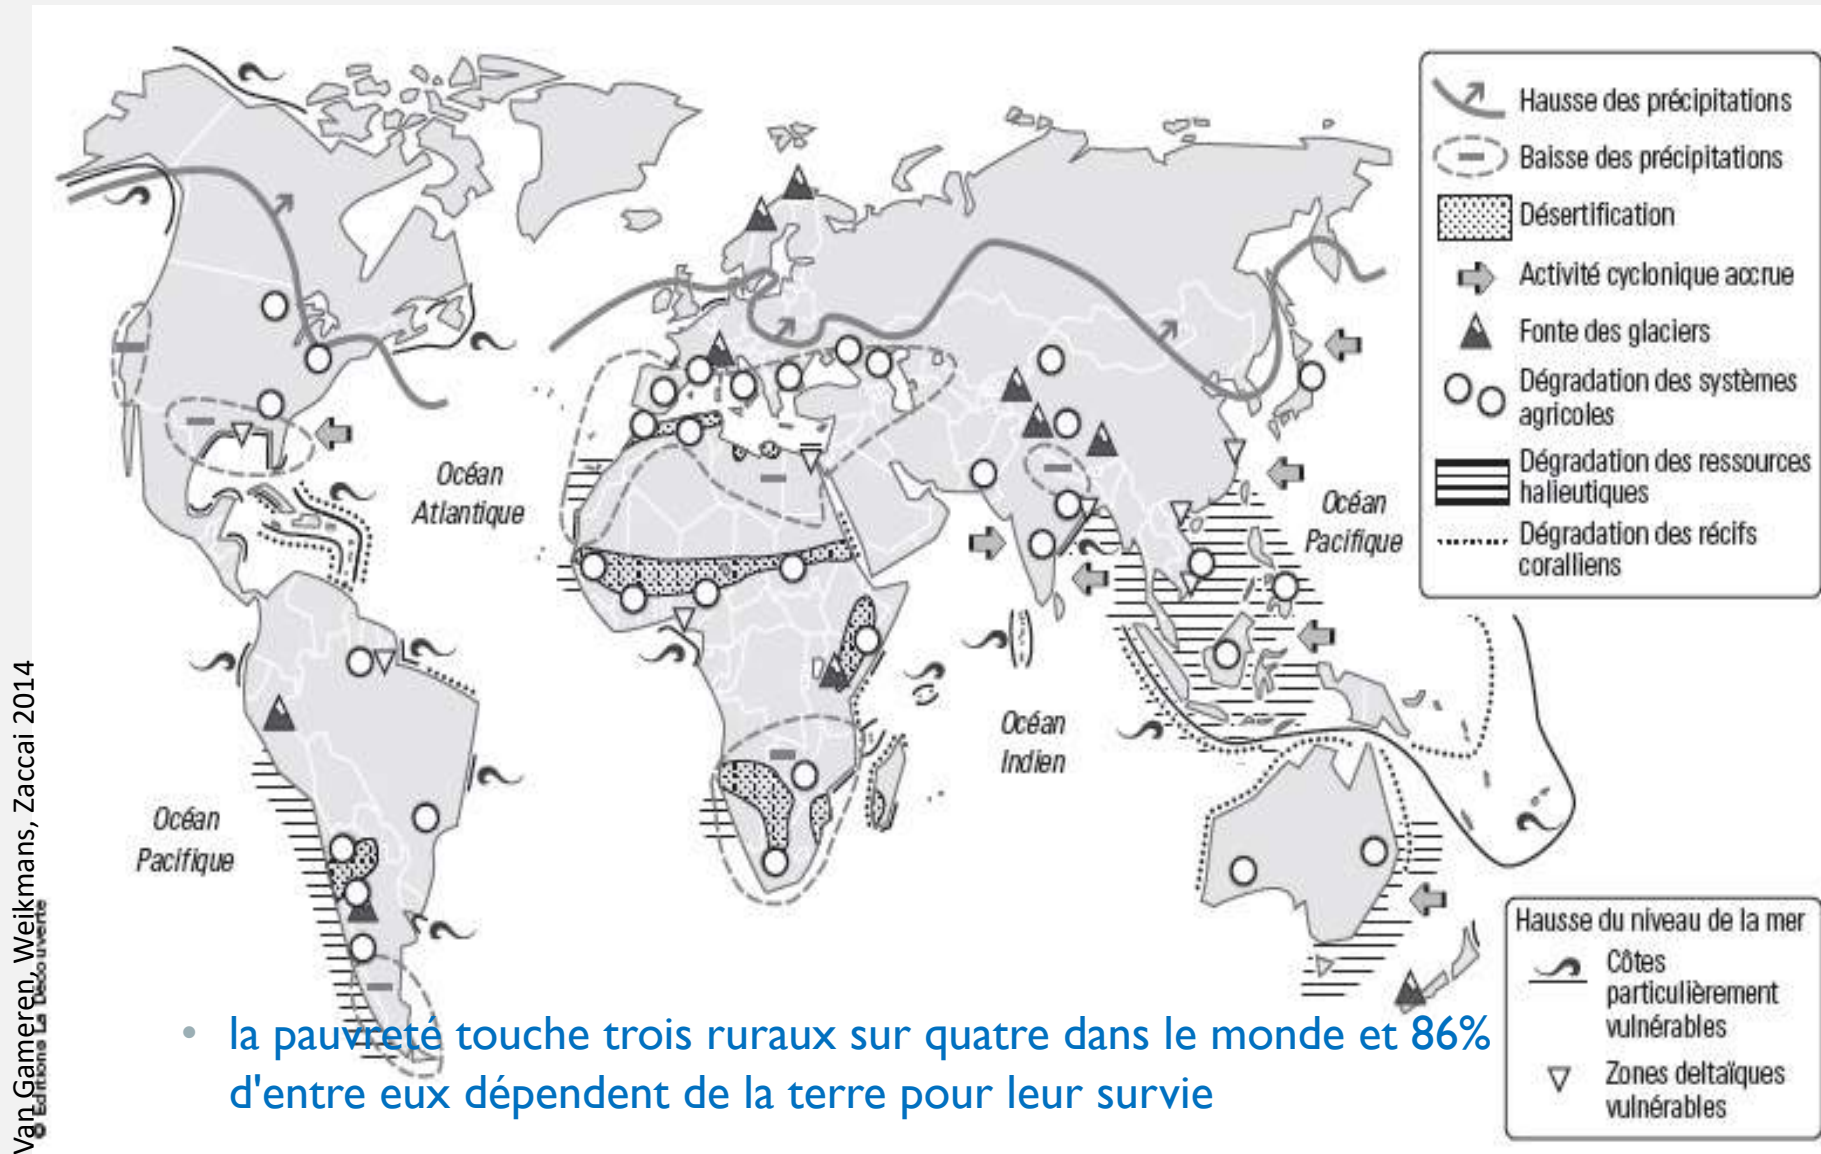 Hausse des précipitations
Baisse des précipitations
Désertification
Activité cyclonique accrue
Fonte des glaciers
Dégradation des systèmes
agricoles
Dégradation des ressources
halieutiques
Dégradation des récifs
coralliens
Océan
Atlantique
Océan
Pacifique
Océan
Indien
Océan
Pacifique
Hausse du niveau de la mer
Côtes
particulièrement
vulnérables
Zones deltaïques
vulnérables
• la pauvreté touche trois ruraux sur quatre dans le monde et 86%
d'entre eux dépendent de la terre pour leur survie
Van Gameren, Weikmans, Zaccai 2014
© Editions La Découverte